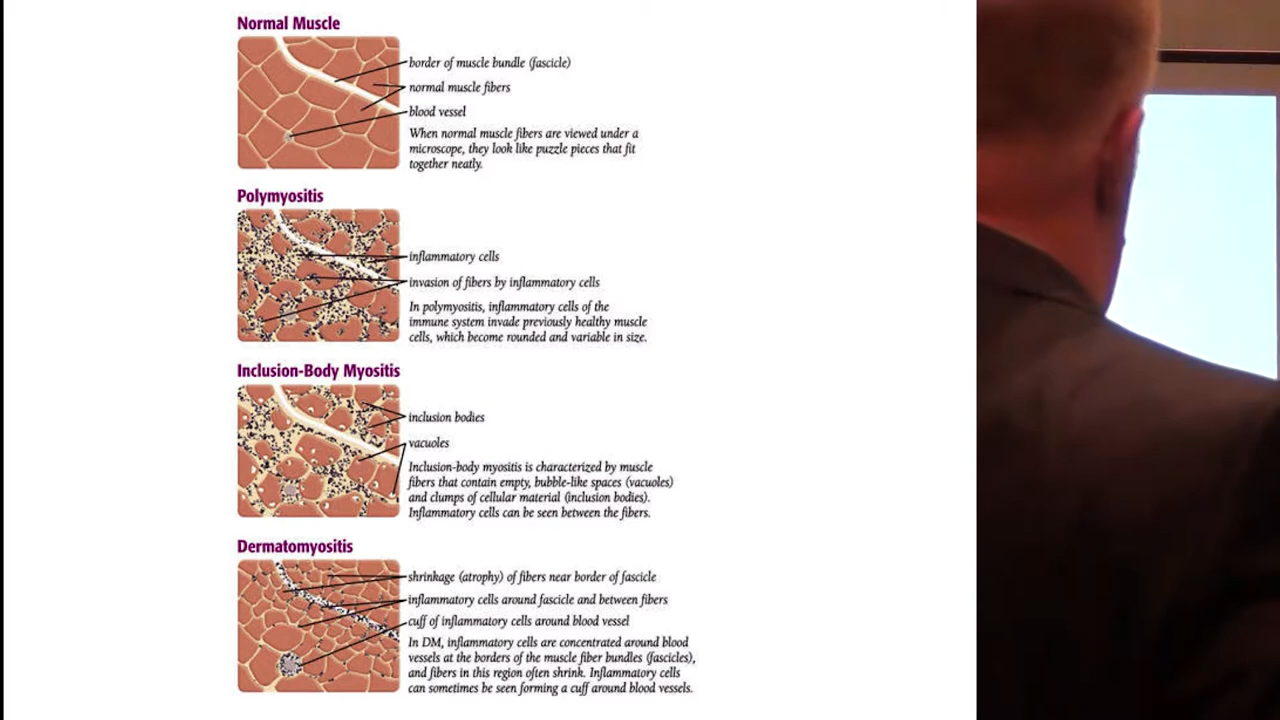 Normal Muscle
border of muscle bundle (fascicle)
normal muscle fibers
blood vessel
When normal muscle fibers are viewed under a
microscope, they look like puzzle pieces that fit
together neatly.
Polymyositis
inflammatory cells
invasion of fibers by inflammatory cells
In polymyositis, inflammatory cells of the
immune system invade previously healthy muscle
cells, which become rounded and variable in size.
Inclusion-Body Myositis
inclusion bodies
vacuoles
Inclusion-body myositis is characterized by muscle
fibers that contain empty, bubble-like spaces (vacuoles)
and clumps of cellular material (inclusion bodies).
Inflammatory cells can be seen between the fibers.
Dermatomyositis
shrinkage (atrophy) of fibers near border of fascicle
inflammatory cells around fascicle and between fibers
cuff of inflammatory cells around blood vessel
In DM, inflammatory cells are concentrated around blood
vessels at the borders of the muscle fiber bundles (fascicles),
and fibers in this region often shrink. Inflammatory cells
can sometimes be seen forming a cuff around blood vessels.